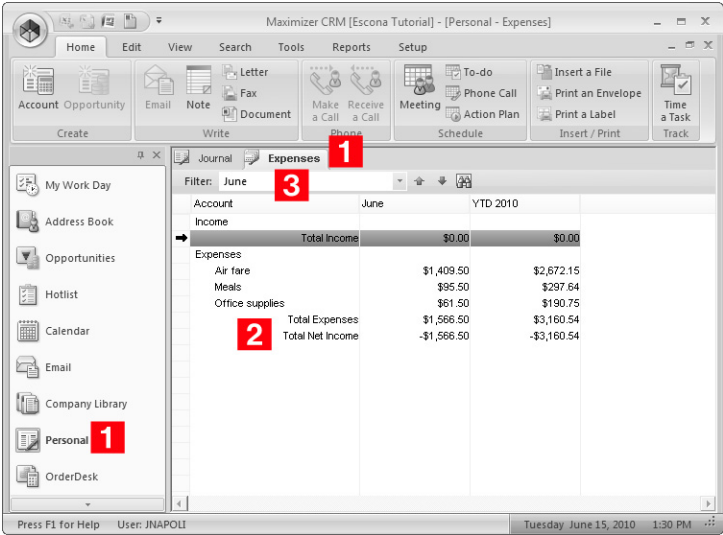 Maximizer CRM [Escona Tutorial] - [Personal - Expenses]
Home Edit View Search Tools Reports Setup
Account Opportunity Email Note Letter Fax Document Make a Call Receive a Call Meeting To-do Phone Call Action Plan Insert a File Print an Envelope Print a Label Time a Task
Create Write Phone Schedule Insert / Print Track
Journal Expenses 1
Filter: June 3
My Work Day
Address Book
Opportunities
Hotlist
Calendar
Email
Company Library
Personal 1
OrderDesk
Account June YTD 2010
Income
Total Income $0.00 $0.00
Expenses
Air fare $1,409.50 $2,672.15
Meals $95.50 $297.64
Office supplies $61.50 $190.75
2 Total Expenses $1,566.50 $3,160.54
Total Net Income -$1,566.50 -$3,160.54
Press F1 for Help User: JNAPOLI Tuesday June 15, 2010 1:30 PM